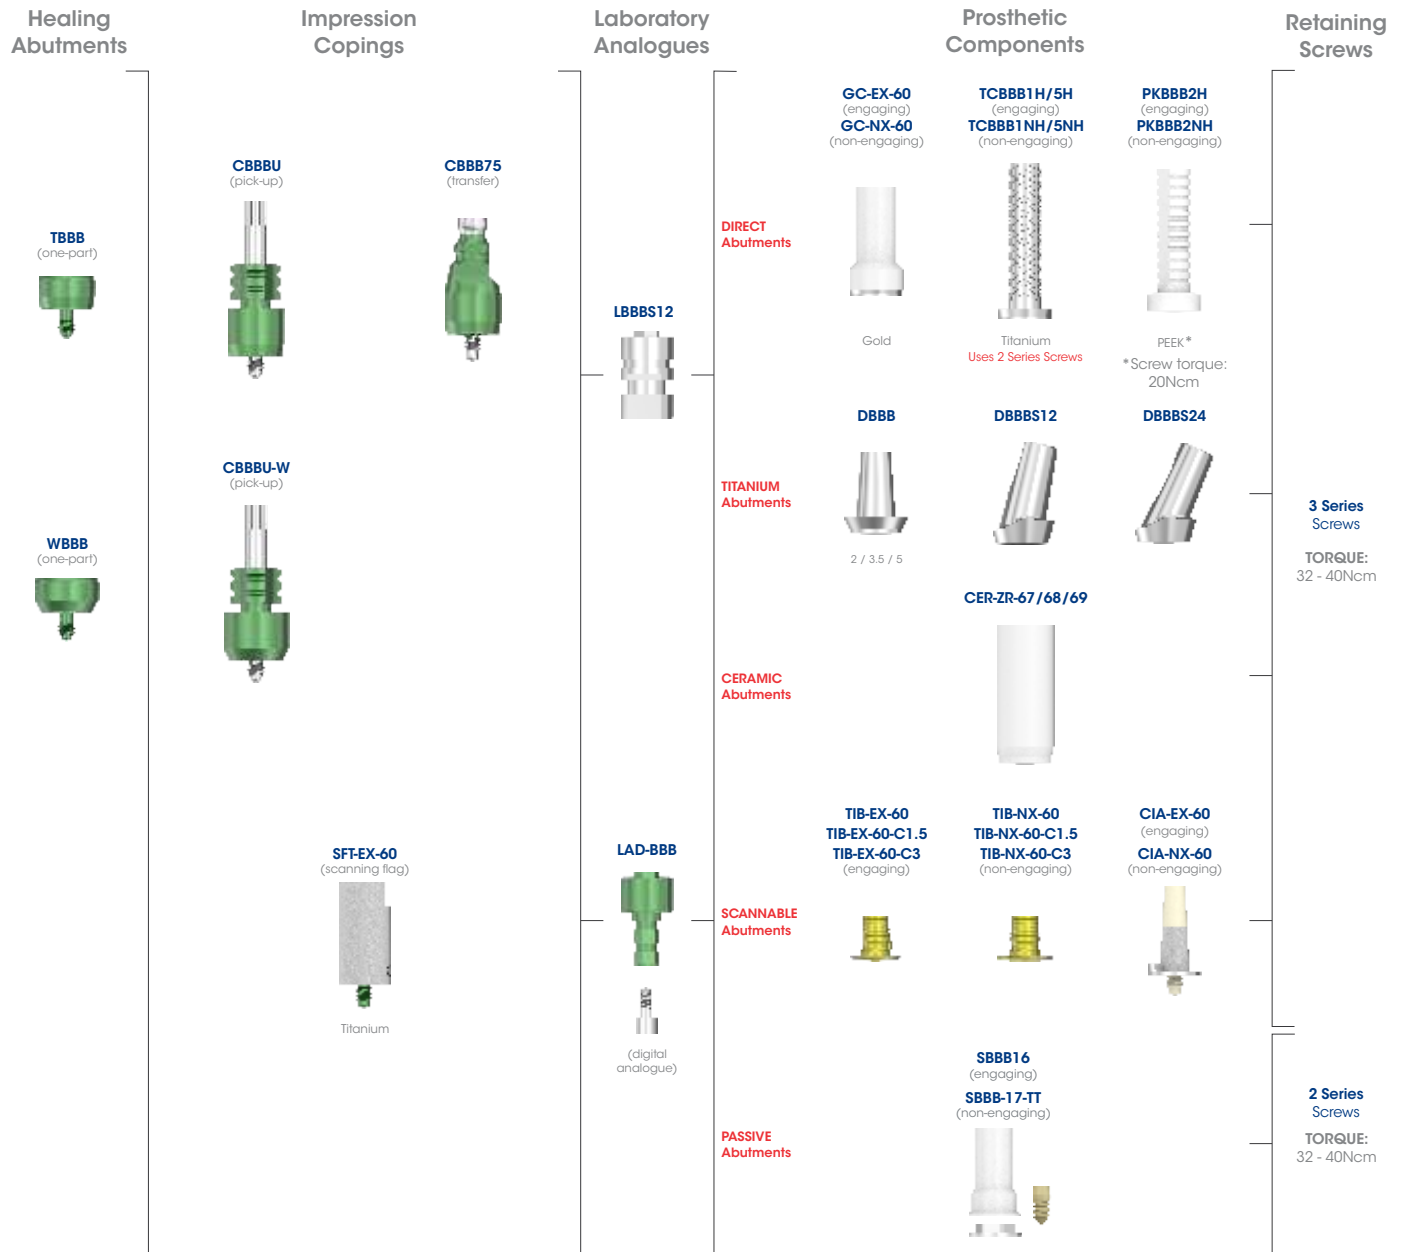 Healing
Abutments
Impression
Copings
Laboratory
Analogues
Prosthetic
Components
Retaining
Screws
TBBB
(one-part)
WBBB
(one-part)
CBBBU
(pick-up)
CBBB75
(transfer)
CBBBU-W
(pick-up)
SFT-EX-60
(scanning flag)
Titanium
LBBBS12
LAD-BBB
(digital
analogue)
DIRECT
Abutments
GC-EX-60
(engaging)
GC-NX-60
(non-engaging)
Gold
TCBBB1H/5H
(engaging)
TCBBB1NH/5NH
(non-engaging)
Titanium
Uses 2 Series Screws
PKBBB2H
(engaging)
PKBBB2NH
(non-engaging)
PEEK*
*Screw torque:
20Ncm
TITANIUM
Abutments
DBBB
2 / 3.5 / 5
DBBBS12
DBBBS24
CERAMIC
Abutments
CER-ZR-67/68/69
SCANNABLE
Abutments
TIB-EX-60
TIB-EX-60-C1.5
TIB-EX-60-C3
(engaging)
TIB-NX-60
TIB-NX-60-C1.5
TIB-NX-60-C3
(non-engaging)
CIA-EX-60
(engaging)
CIA-NX-60
(non-engaging)
PASSIVE
Abutments
SBBB16
(engaging)
SBBB-17-TT
(non-engaging)
3 Series
Screws
TORQUE:
32 - 40Ncm
2 Series
Screws
TORQUE:
32 - 40Ncm